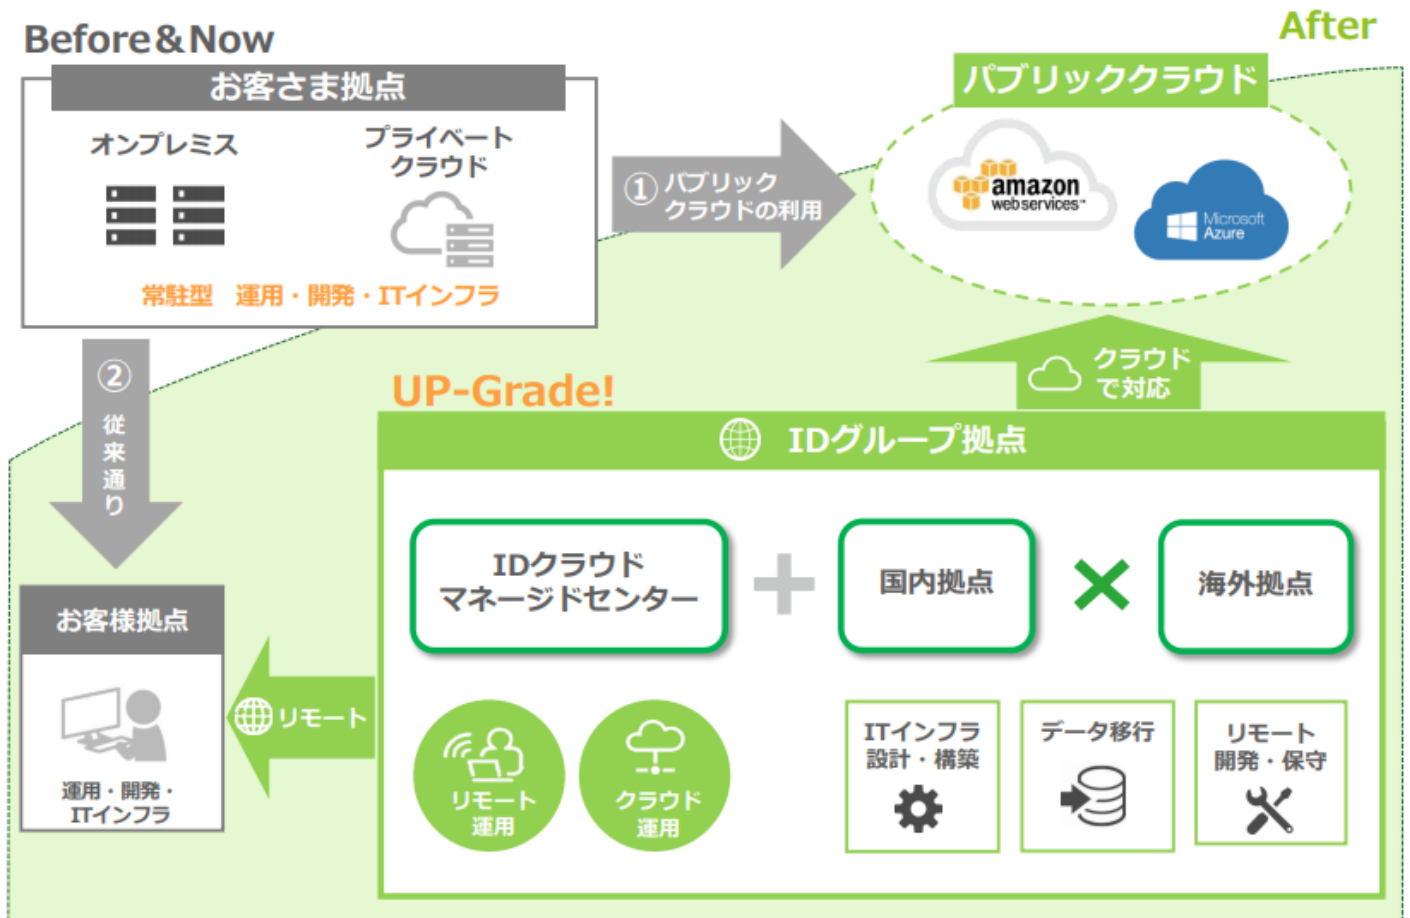 Before&Now
After
お客さま拠点
オンプレミス
プライベート
クラウド
常駐型 運用・開発・ITインフラ
① パブリック
クラウドの利用
パブリッククラウド
amazon
web services™
Microsoft
Azure
②
従
来
通
り
クラウド
で対応
UP-Grade!
IDグループ拠点
IDクラウド
マネージドセンター
国内拠点
海外拠点
お客様拠点
運用・開発・
ITインフラ
リモート
リモート
運用
クラウド
運用
ITインフラ
設計・構築
データ移行
リモート
開発・保守